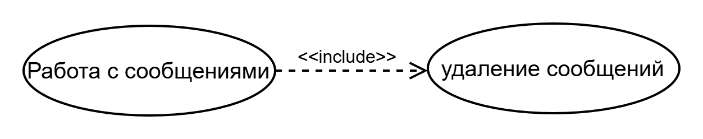 Работа с сообщениями
<<include>>
удаление сообщений